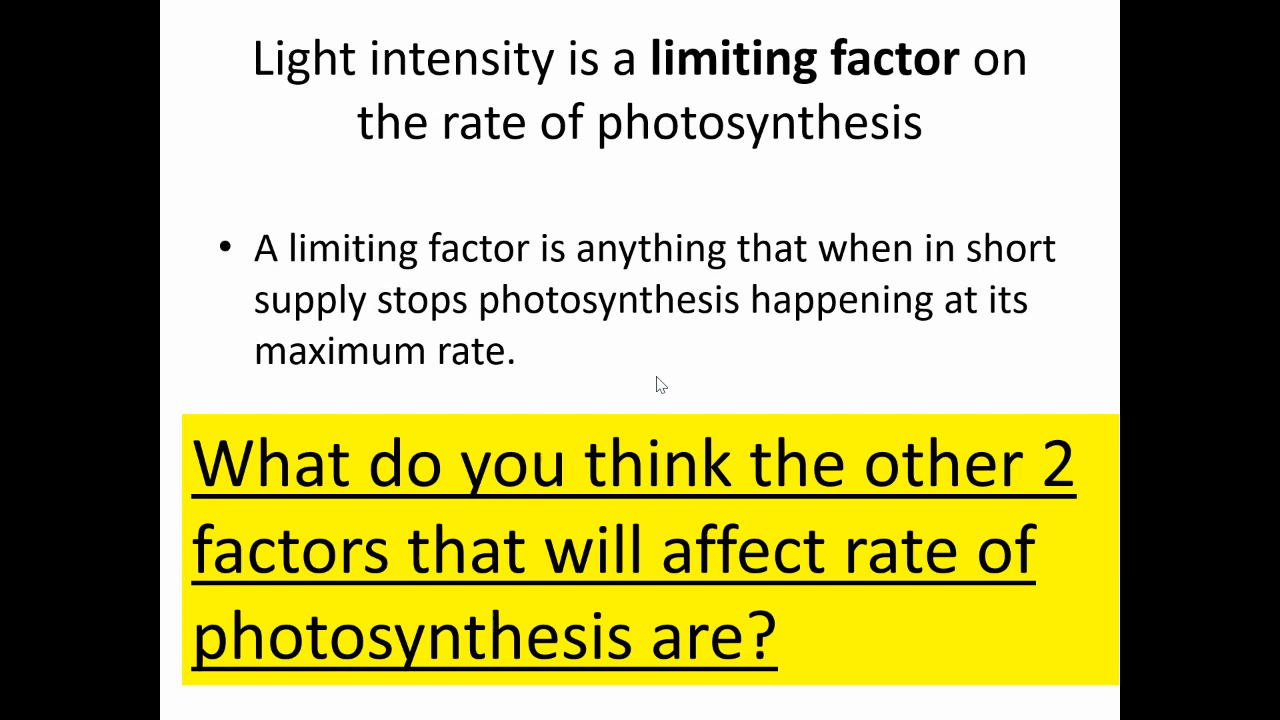 Light intensity is a limiting factor on
the rate of photosynthesis
• A limiting factor is anything that when in short
supply stops photosynthesis happening at its
maximum rate.
What do you think the other 2
factors that will affect rate of
photosynthesis are?